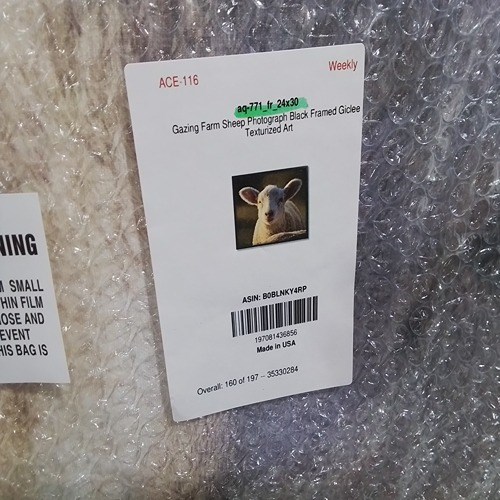 ACE-116
Weekly
aq-771_fr_24x30
Gazing Farm Sheep Photograph Black Framed Giclee
Texturized Art
ASIN: B0BLNKY4RP
197081436856
Made in USA
Overall: 160 of 197 -- 35330284
NING
SMALL
HIN FILM
OSE AND
EVENT
HIS BAG IS